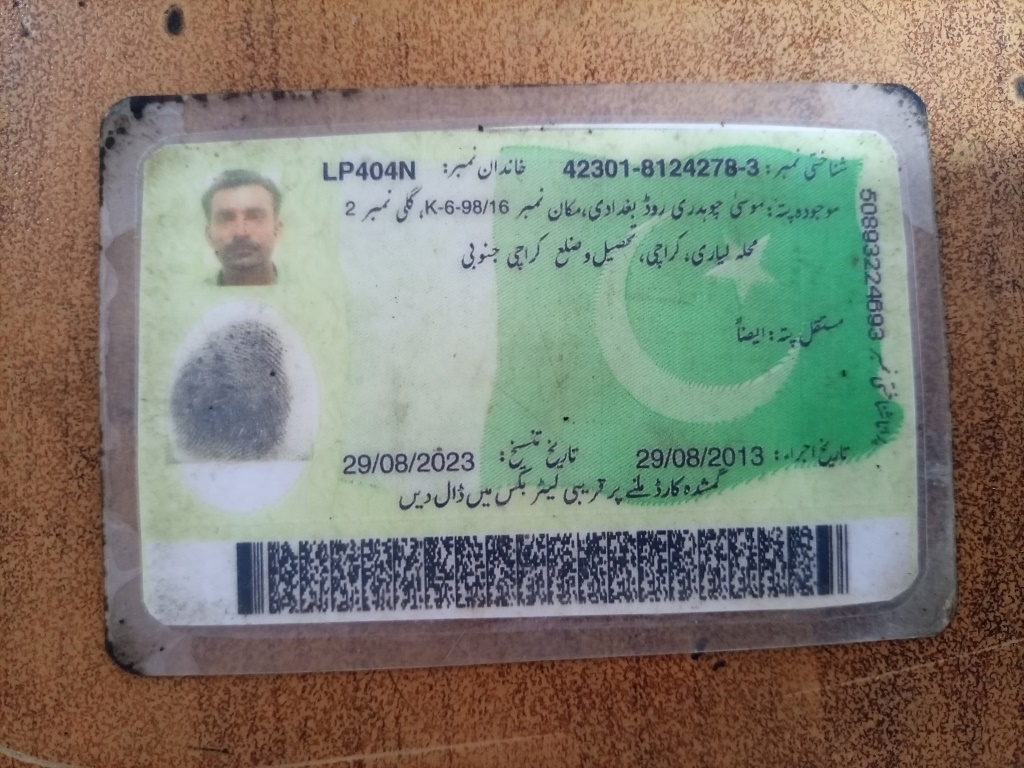 شناختی نمبر: 42301-8124278-3 خاندان نمبر: LP404N
موجودہ پتہ: موسیٰ چوہدری روڈ بغدادی، مکان نمبر K-6-98/16، گلی نمبر 2
محلہ لیاری، کراچی، تحصیل و ضلع کراچی جنوبی
مستقل پتہ: ایضاً
تاریخ اجراء: 29/08/2013 تاریخ تنسیخ: 29/08/2023
گمشدہ کارڈ ملنے پر قریبی لیٹر بکس میں ڈال دیں
50893224693